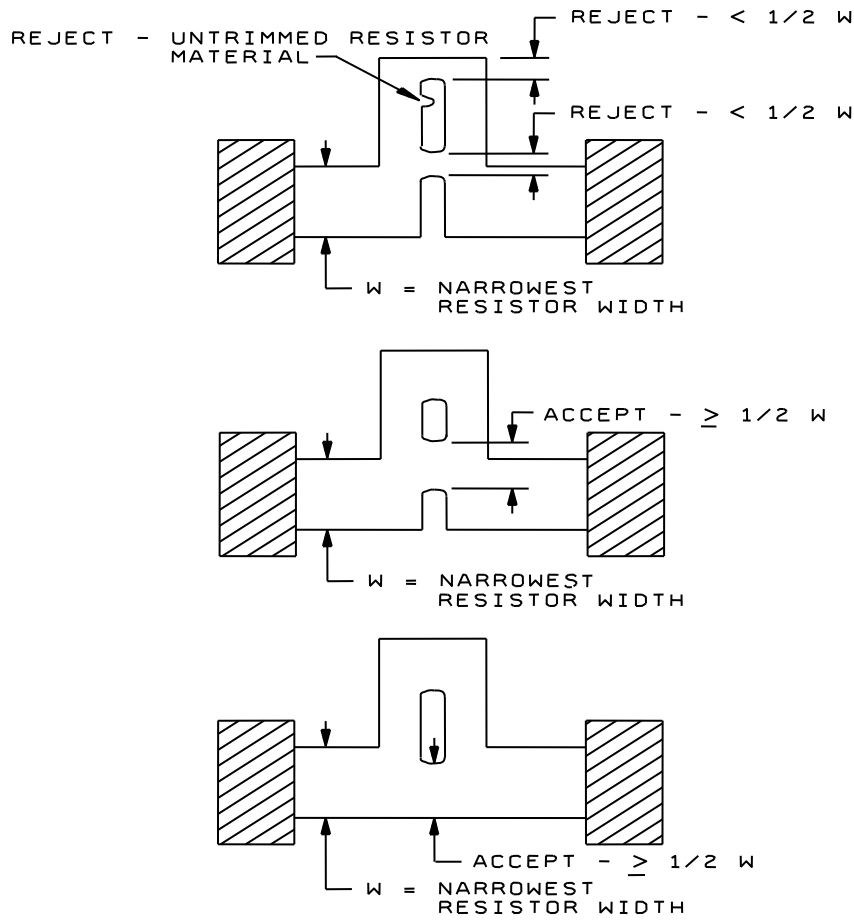 REJECT - < 1/2 W
REJECT - UNTRIMMED RESISTOR
MATERIAL
REJECT - < 1/2 W
W = NARROWEST
RESISTOR WIDTH
ACCEPT - ≥ 1/2 W
W = NARROWEST
RESISTOR WIDTH
ACCEPT - ≥ 1/2 W
W = NARROWEST
RESISTOR WIDTH